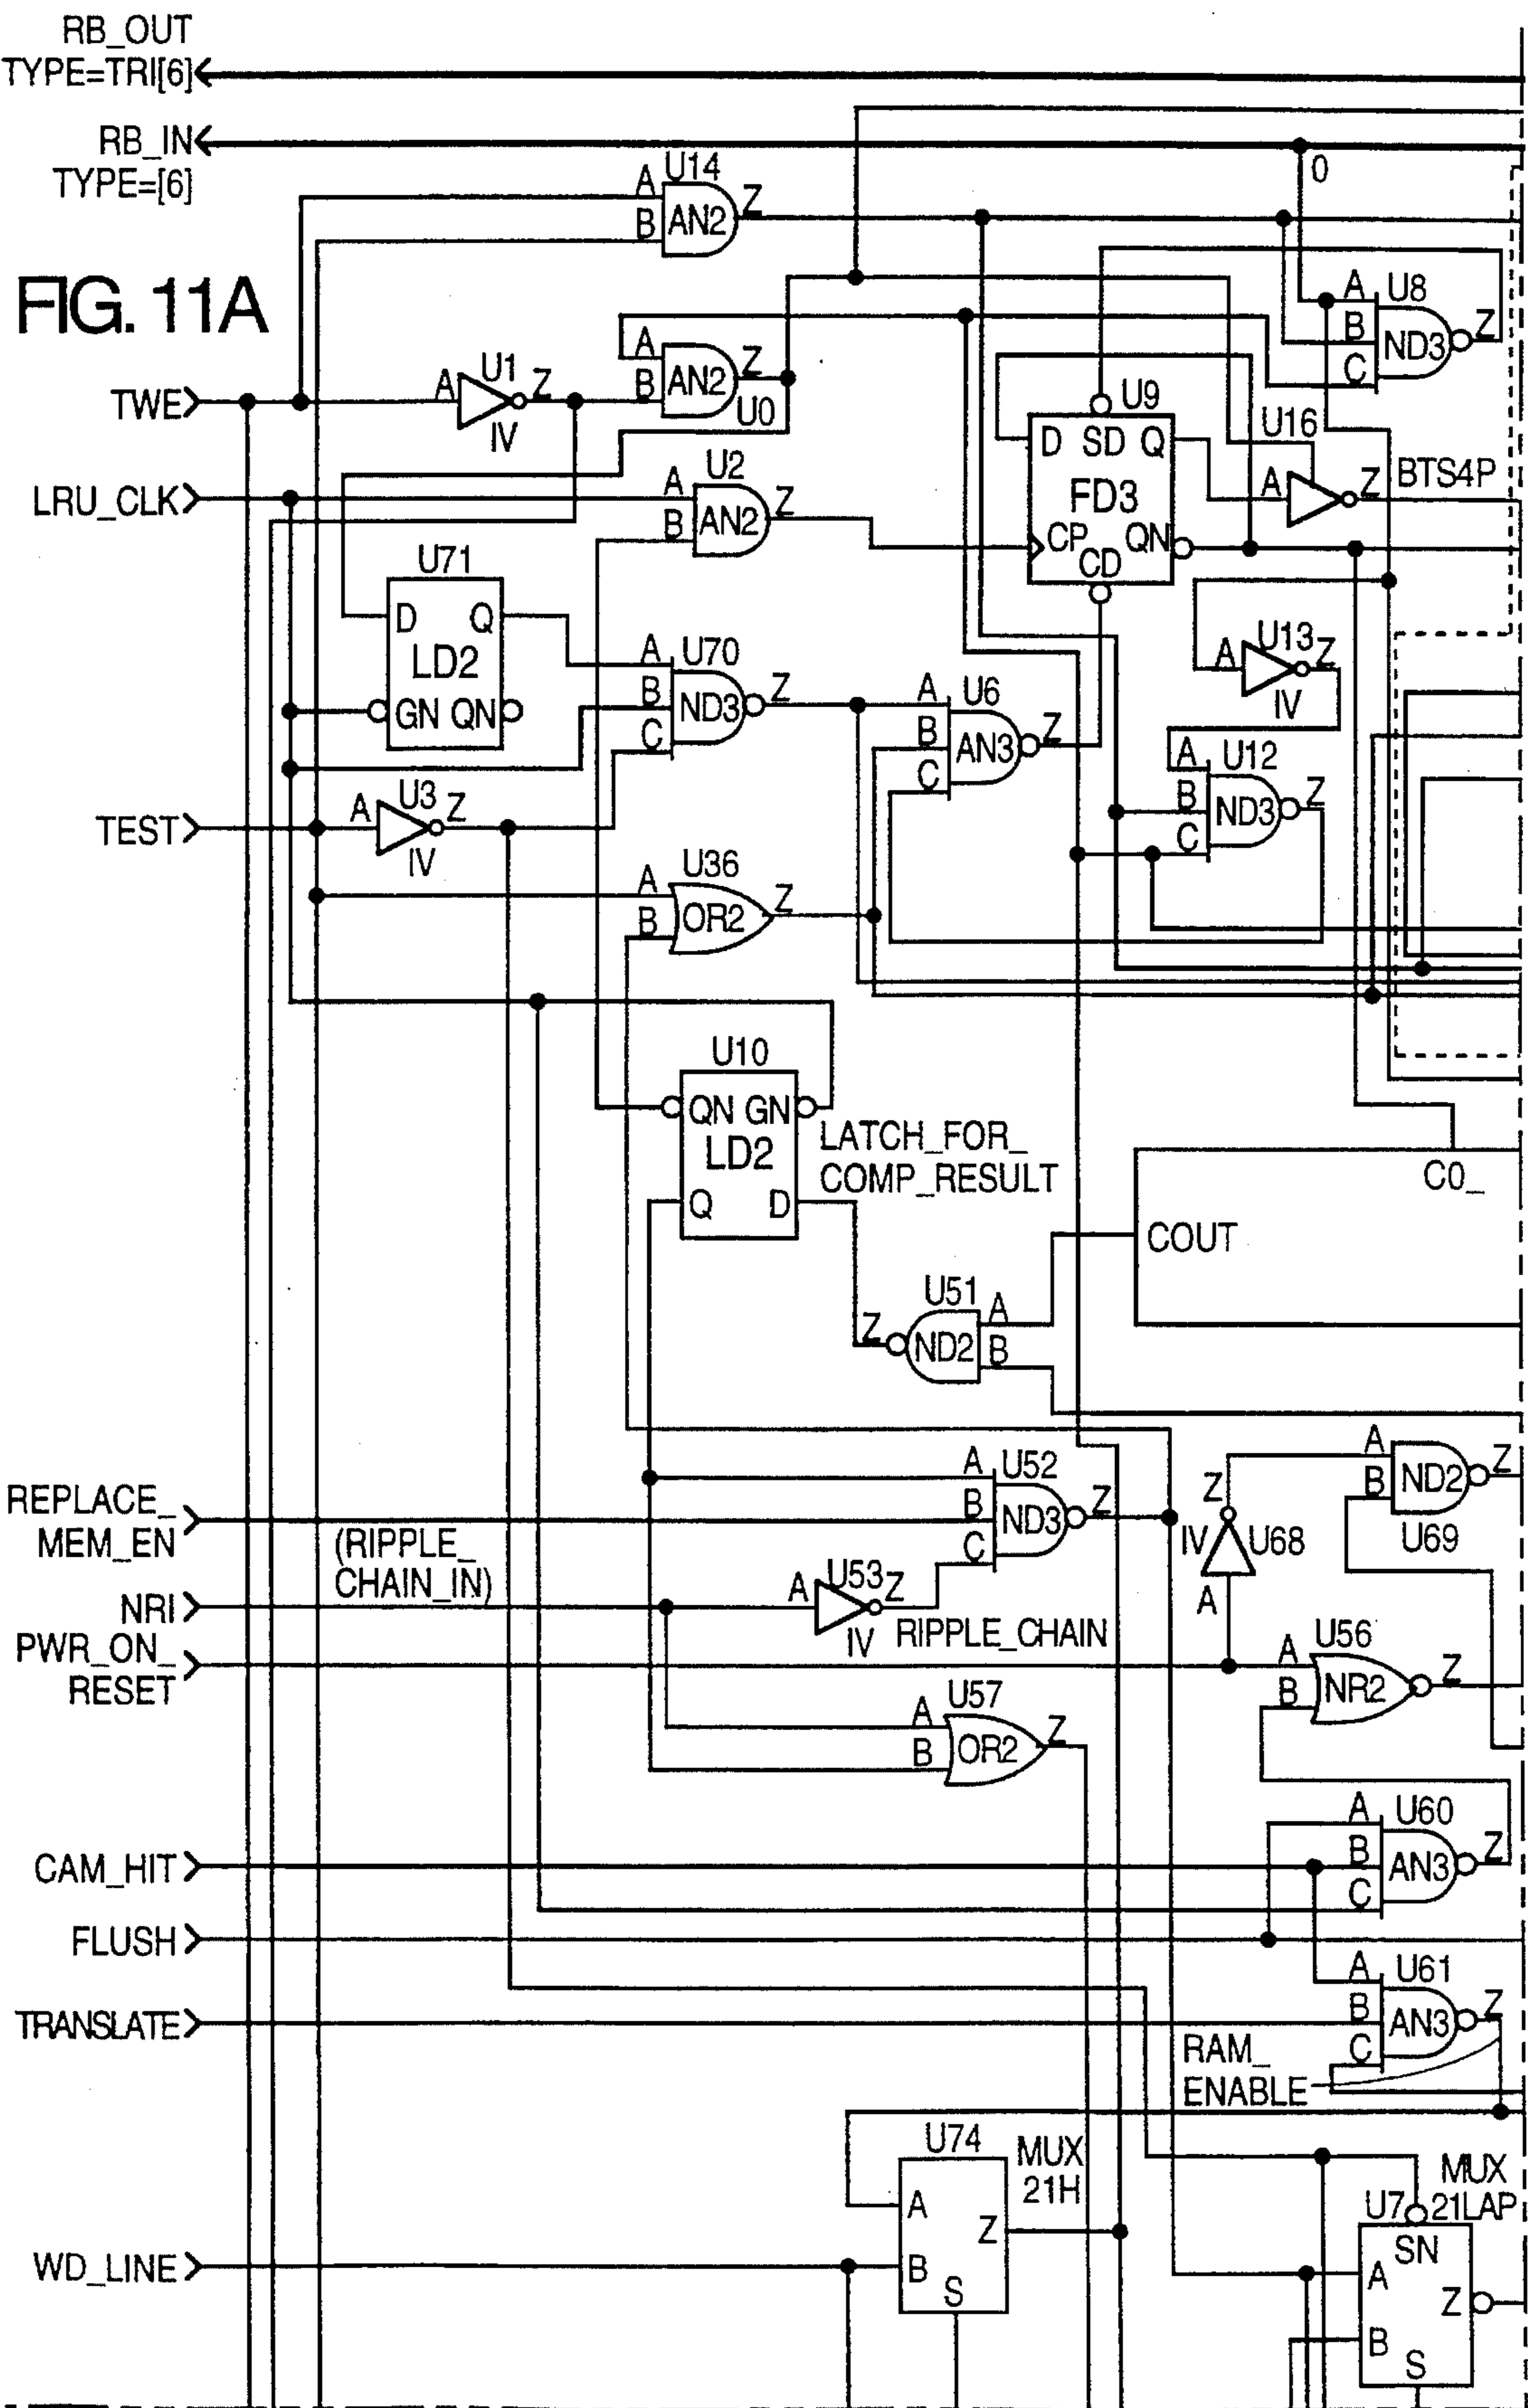 RB_OUT
TYPE=TRI[6]
RB_IN
TYPE=[6]
0
U14
A
B
AN2
Z
FIG. 11A
A
B
C
U8
ND3
Z
TWE
A
U1
Z
IV
A
B
AN2
Z
U0
U9
D
SD
Q
FD3
CP
QN
CD
U16
A
Z
BTS4P
LRU_CLK
U2
A
B
AN2
Z
U71
D
Q
LD2
GN
QN
U70
A
B
C
ND3
Z
U6
A
B
C
AN3
Z
U13
A
Z
IV
U12
A
B
C
ND3
Z
TEST
A
U3
Z
IV
U36
A
B
OR2
Z
U10
QN
GN
LD2
Q
D
LATCH_FOR_
COMP_RESULT
C0_
COUT
U51
Z
ND2
A
B
REPLACE_
MEM_EN
A
B
C
U52
ND3
Z
A
B
ND2
Z
U69
Z
IV
U68
A
(RIPPLE_
CHAIN_IN)
NRI
A
U53
Z
IV
RIPPLE_CHAIN
PWR_ON_
RESET
U56
A
B
NR2
Z
U57
A
B
OR2
Z
CAM_HIT
A
B
C
U60
AN3
Z
FLUSH
TRANSLATE
A
B
C
U61
AN3
Z
RAM_
ENABLE
U74
MUX
21H
A
B
Z
S
WD_LINE
MUX
21LAP
U7
SN
A
B
Z
S